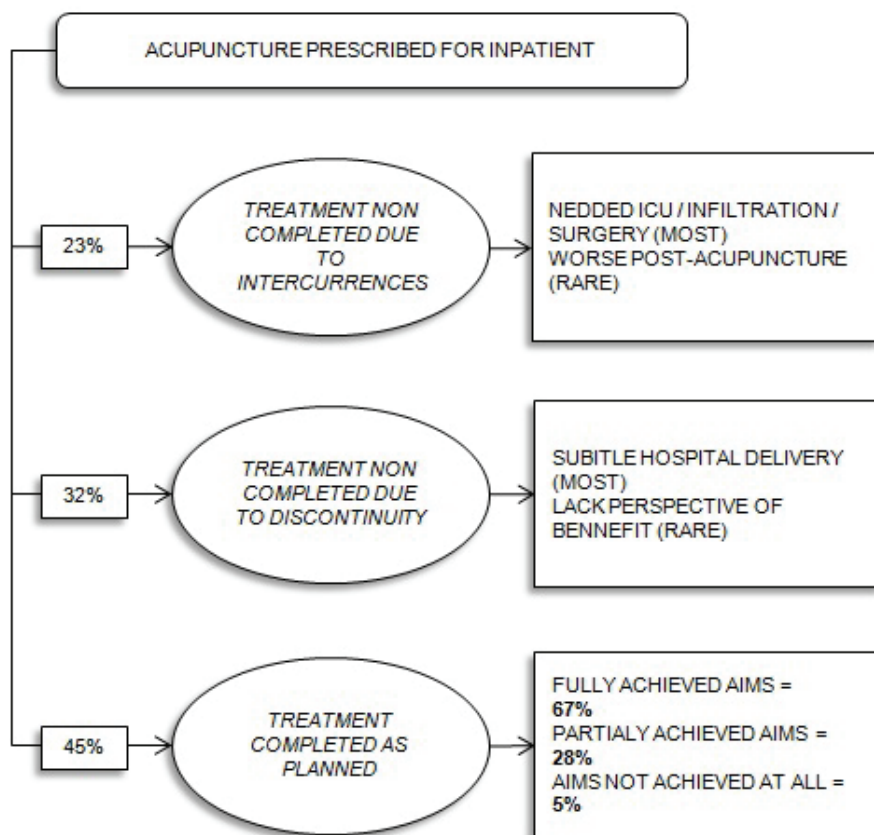 ACUPUNCTURE PRESCRIBED FOR INPATIENT
23%
TREATMENT NON
COMPLETED DUE
TO
INTERCURRENCES
NEDDED ICU / INFILTRATION /
SURGERY (MOST)
WORSE POST-ACUPUNCTURE
(RARE)
32%
TREATMENT NON
COMPLETED DUE
TO DISCONTINUITY
SUBITLE HOSPITAL DELIVERY
(MOST)
LACK PERSPECTIVE OF
BENNEFIT (RARE)
45%
TREATMENT
COMPLETED AS
PLANNED
FULLY ACHIEVED AIMS =
67%
PARTIALY ACHIEVED AIMS =
28%
AIMS NOT ACHIEVED AT ALL =
5%